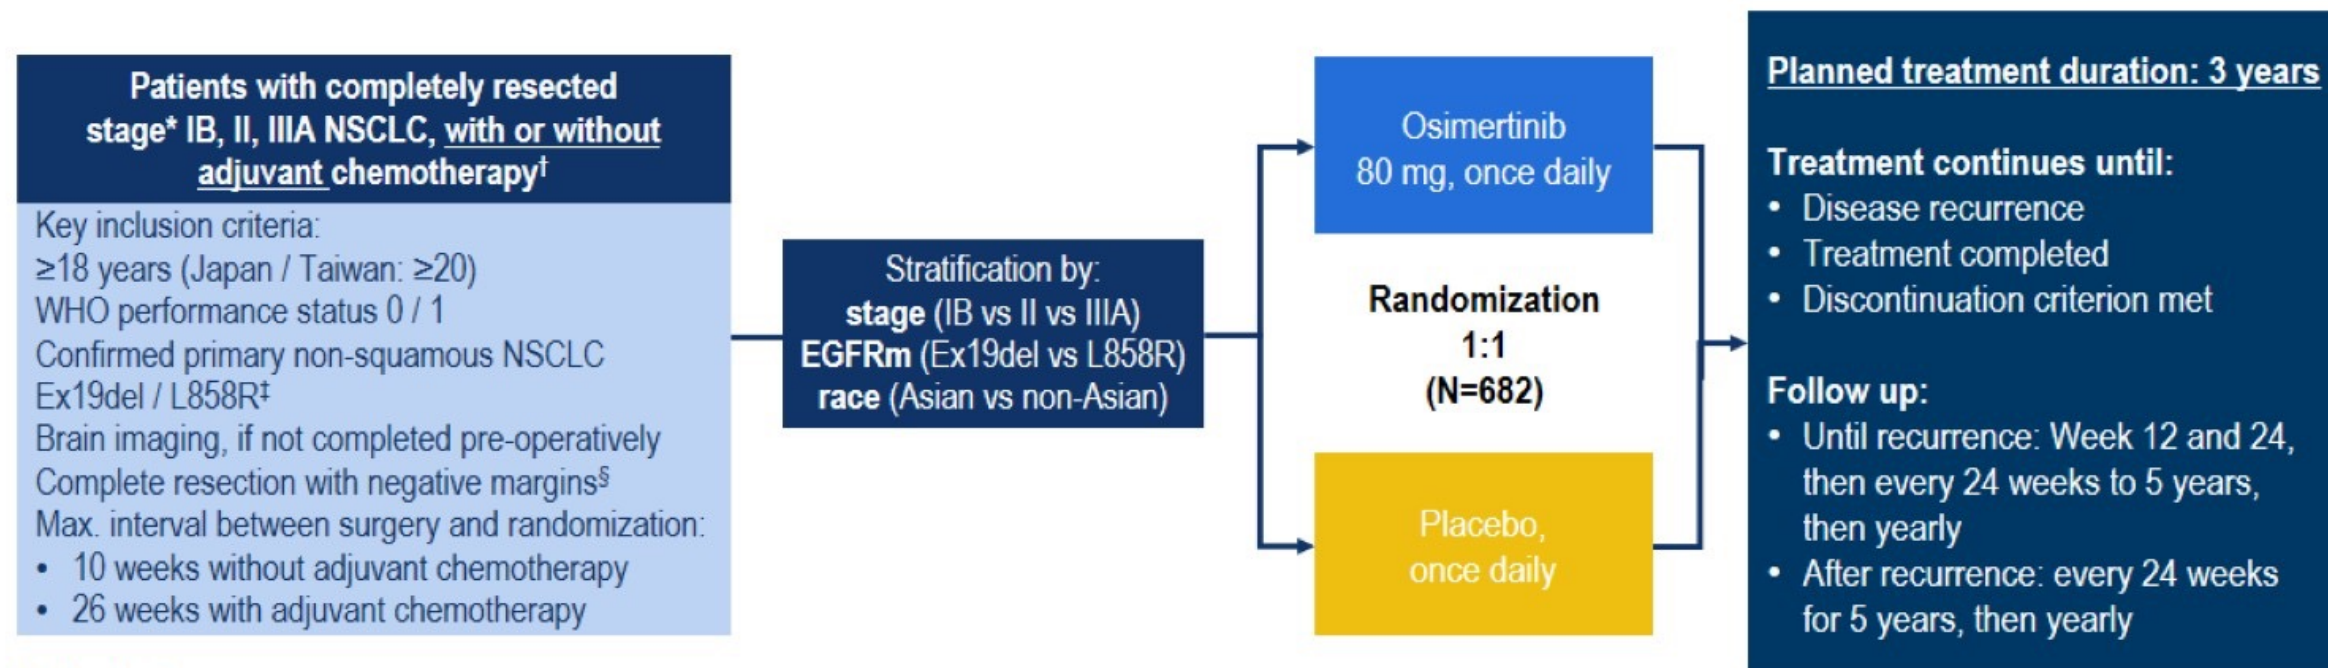 Patients with completely resected
stage* IB, II, IIIA NSCLC, with or without
adjuvant chemotherapy†
Key inclusion criteria:
≥18 years (Japan / Taiwan: ≥20)
WHO performance status 0 / 1
Confirmed primary non-squamous NSCLC
Ex19del / L858R‡
Brain imaging, if not completed pre-operatively
Complete resection with negative margins§
Max. interval between surgery and randomization:
• 10 weeks without adjuvant chemotherapy
• 26 weeks with adjuvant chemotherapy
Stratification by:
stage (IB vs II vs IIIA)
EGFRm (Ex19del vs L858R)
race (Asian vs non-Asian)
Osimertinib
80 mg, once daily
Randomization
1:1
(N=682)
Placebo,
once daily
Planned treatment duration: 3 years
Treatment continues until:
• Disease recurrence
• Treatment completed
• Discontinuation criterion met
Follow up:
• Until recurrence: Week 12 and 24,
then every 24 weeks to 5 years,
then yearly
• After recurrence: every 24 weeks
for 5 years, then yearly